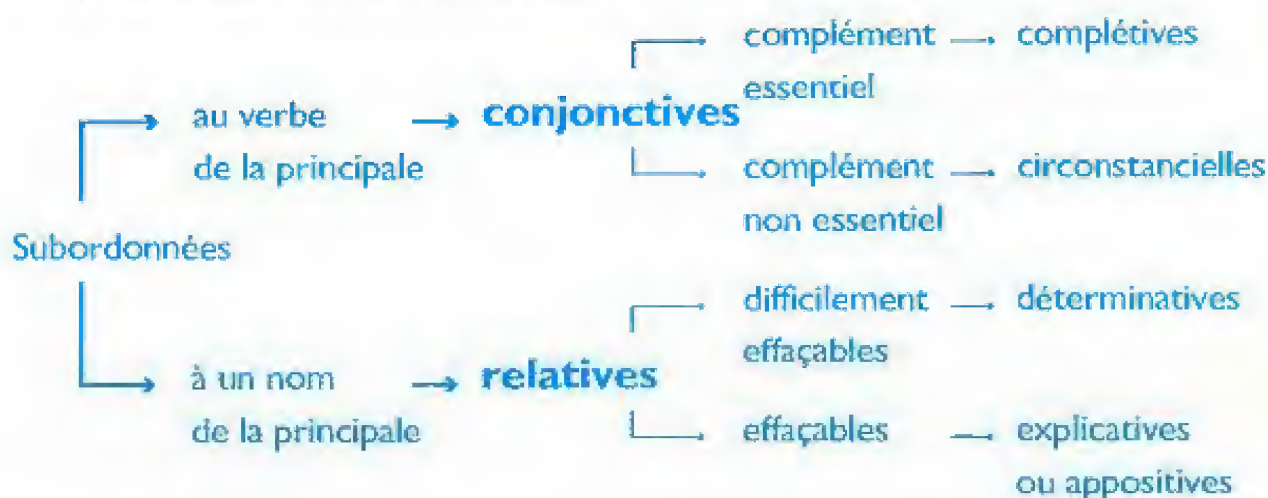 complément → complétives
essentiel
au verbe → conjonctives
de la principale
complément → circonstancielles
non essentiel
Subordonnées
difficilement → déterminatives
effaçables
à un nom → relatives
de la principale
effaçables → explicatives
ou appositives